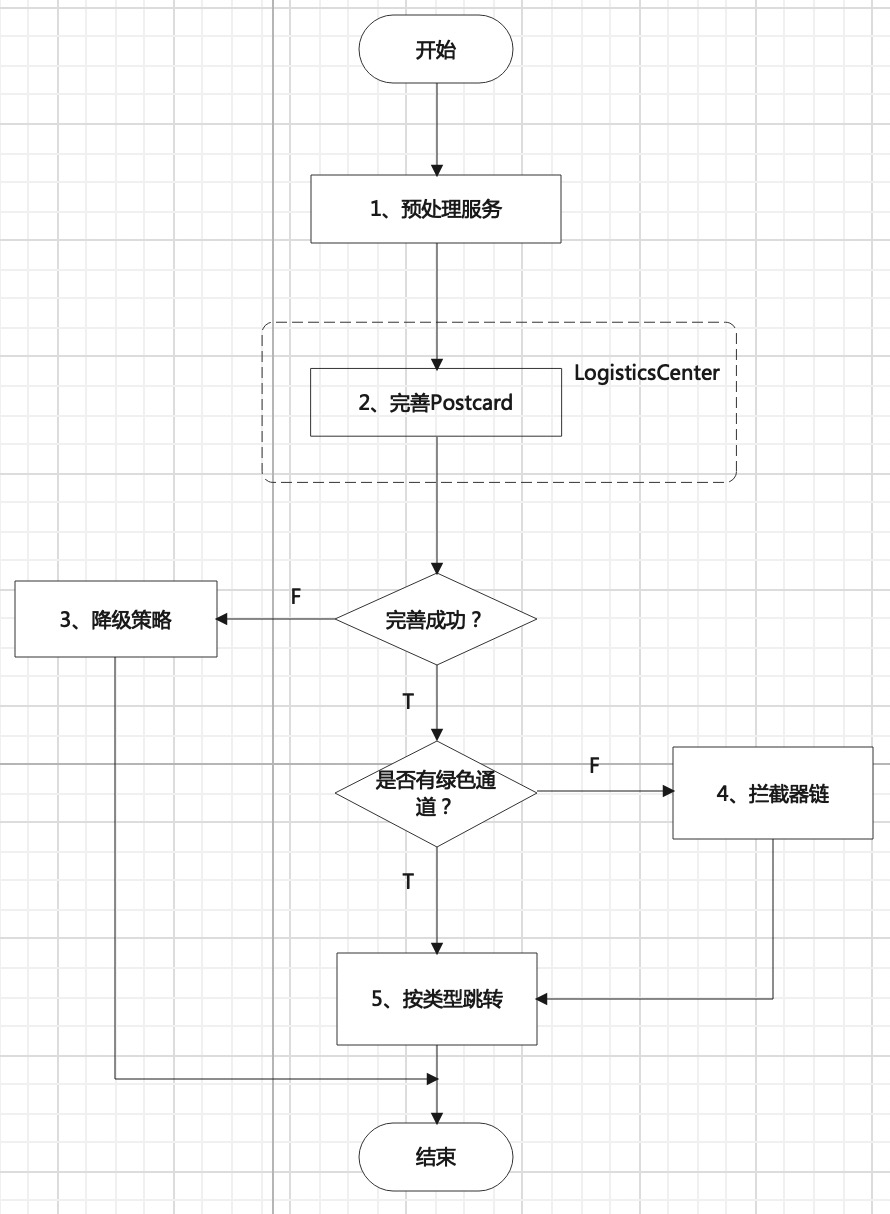 开始
1、预处理服务
LogisticsCenter
2、完善Postcard
F
3、降级策略
完善成功？
T
是否有绿色通
道？
F
4、拦截器链
T
5、按类型跳转
结束